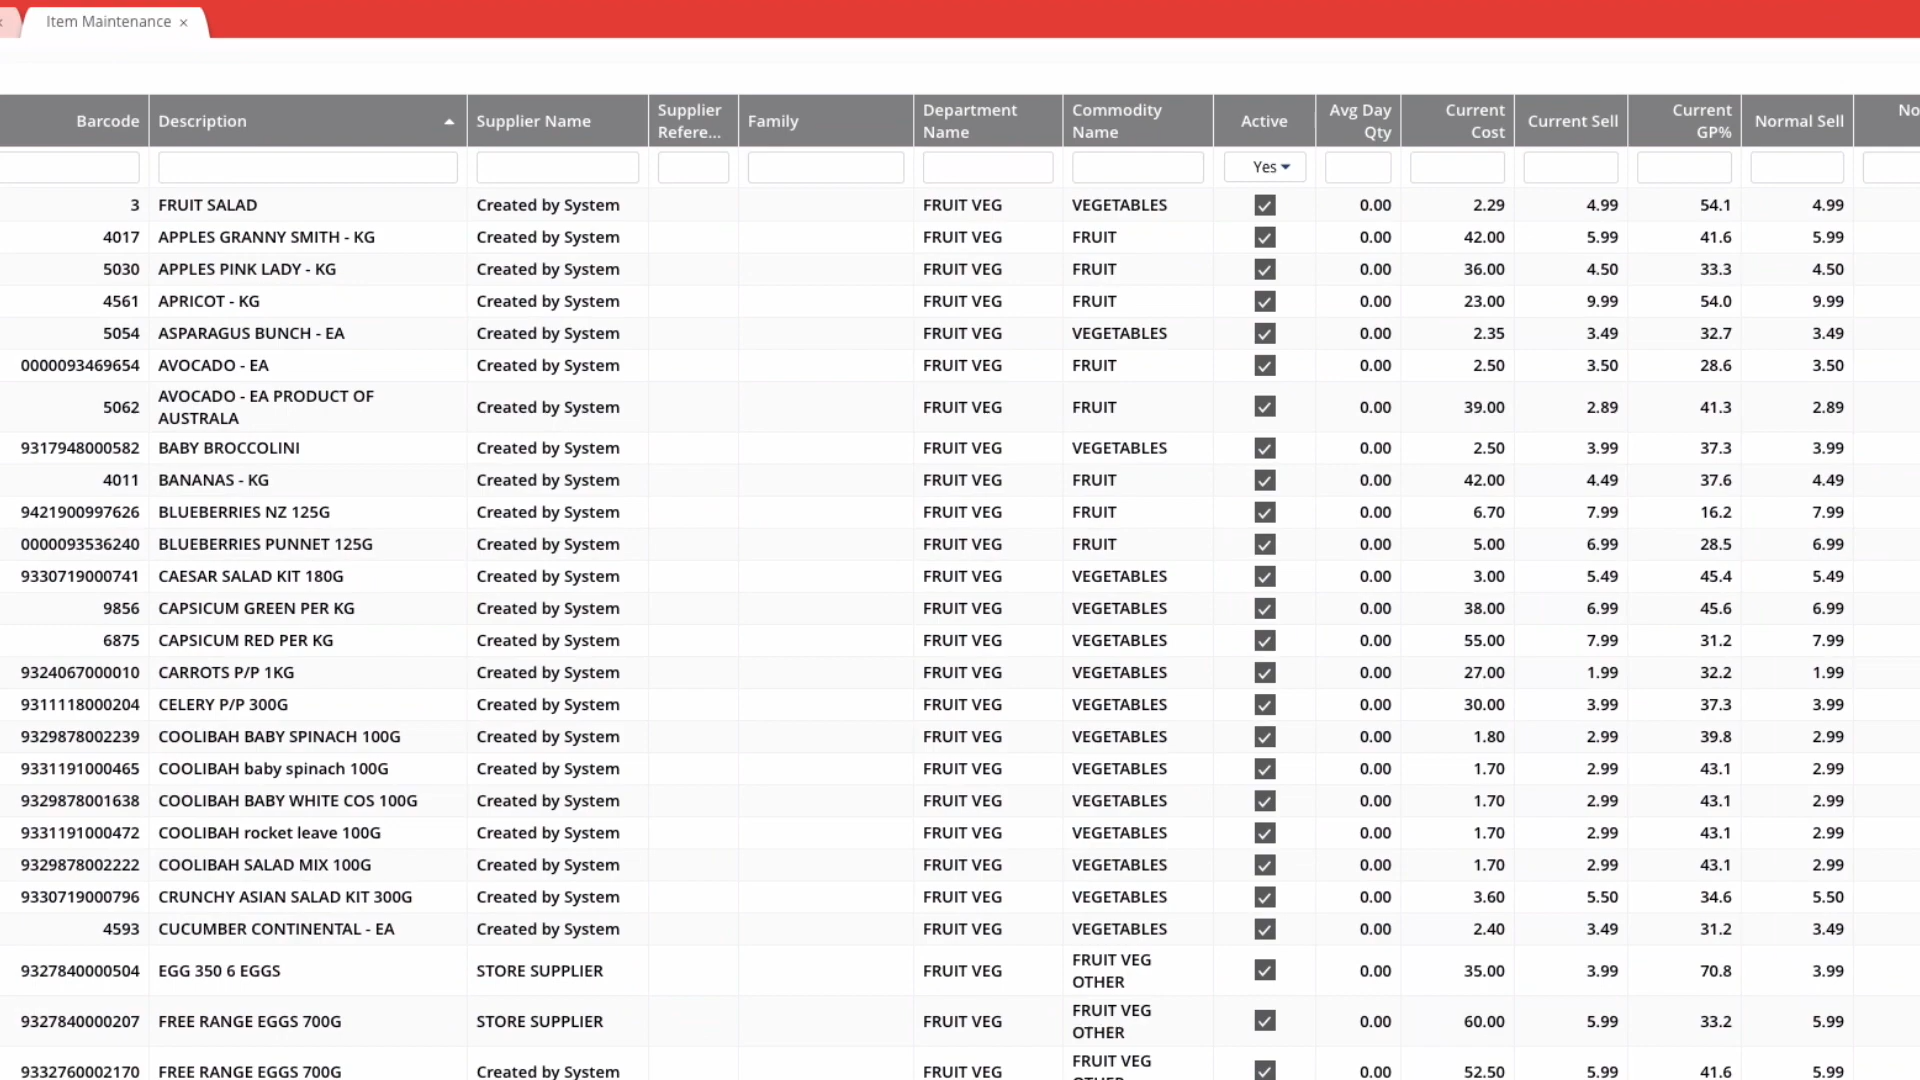 Item Maintenance ×
Barcode Description Supplier Name Supplier Refere... Family Department Name Commodity Name Active Avg Day Qty Current Cost Current Sell Current GP% Normal Sell No
Yes
3 FRUIT SALAD Created by System FRUIT VEG VEGETABLES 0.00 2.29 4.99 54.1 4.99
4017 APPLES GRANNY SMITH - KG Created by System FRUIT VEG FRUIT 0.00 42.00 5.99 41.6 5.99
5030 APPLES PINK LADY - KG Created by System FRUIT VEG FRUIT 0.00 36.00 4.50 33.3 4.50
4561 APRICOT - KG Created by System FRUIT VEG FRUIT 0.00 23.00 9.99 54.0 9.99
5054 ASPARAGUS BUNCH - EA Created by System FRUIT VEG VEGETABLES 0.00 2.35 3.49 32.7 3.49
0000093469654 AVOCADO - EA Created by System FRUIT VEG FRUIT 0.00 2.50 3.50 28.6 3.50
5062 AVOCADO - EA PRODUCT OF AUSTRALA Created by System FRUIT VEG FRUIT 0.00 39.00 2.89 41.3 2.89
9317948000582 BABY BROCCOLINI Created by System FRUIT VEG VEGETABLES 0.00 2.50 3.99 37.3 3.99
4011 BANANAS - KG Created by System FRUIT VEG FRUIT 0.00 42.00 4.49 37.6 4.49
9421900997626 BLUEBERRIES NZ 125G Created by System FRUIT VEG FRUIT 0.00 6.70 7.99 16.2 7.99
0000093536240 BLUEBERRIES PUNNET 125G Created by System FRUIT VEG FRUIT 0.00 5.00 6.99 28.5 6.99
9330719000741 CAESAR SALAD KIT 180G Created by System FRUIT VEG VEGETABLES 0.00 3.00 5.49 45.4 5.49
9856 CAPSICUM GREEN PER KG Created by System FRUIT VEG VEGETABLES 0.00 38.00 6.99 45.6 6.99
6875 CAPSICUM RED PER KG Created by System FRUIT VEG VEGETABLES 0.00 55.00 7.99 31.2 7.99
9324067000010 CARROTS P/P 1KG Created by System FRUIT VEG VEGETABLES 0.00 27.00 1.99 32.2 1.99
9311118000204 CELERY P/P 300G Created by System FRUIT VEG VEGETABLES 0.00 30.00 3.99 37.3 3.99
9329878002239 COOLIBAH BABY SPINACH 100G Created by System FRUIT VEG VEGETABLES 0.00 1.80 2.99 39.8 2.99
9331191000465 COOLIBAH baby spinach 100G Created by System FRUIT VEG VEGETABLES 0.00 1.70 2.99 43.1 2.99
9329878001638 COOLIBAH BABY WHITE COS 100G Created by System FRUIT VEG VEGETABLES 0.00 1.70 2.99 43.1 2.99
9331191000472 COOLIBAH rocket leave 100G Created by System FRUIT VEG VEGETABLES 0.00 1.70 2.99 43.1 2.99
9329878002222 COOLIBAH SALAD MIX 100G Created by System FRUIT VEG VEGETABLES 0.00 1.70 2.99 43.1 2.99
9330719000796 CRUNCHY ASIAN SALAD KIT 300G Created by System FRUIT VEG VEGETABLES 0.00 3.60 5.50 34.6 5.50
4593 CUCUMBER CONTINENTAL - EA Created by System FRUIT VEG VEGETABLES 0.00 2.40 3.49 31.2 3.49
9327840000504 EGG 350 6 EGGS STORE SUPPLIER FRUIT VEG FRUIT VEG OTHER 0.00 35.00 3.99 70.8 3.99
9327840000207 FREE RANGE EGGS 700G STORE SUPPLIER FRUIT VEG FRUIT VEG OTHER 0.00 60.00 5.99 33.2 5.99
9332760002170 FREE RANGE EGGS 700G Created by System FRUIT VEG FRUIT VEG 0.00 52.50 5.99 41.6 5.99